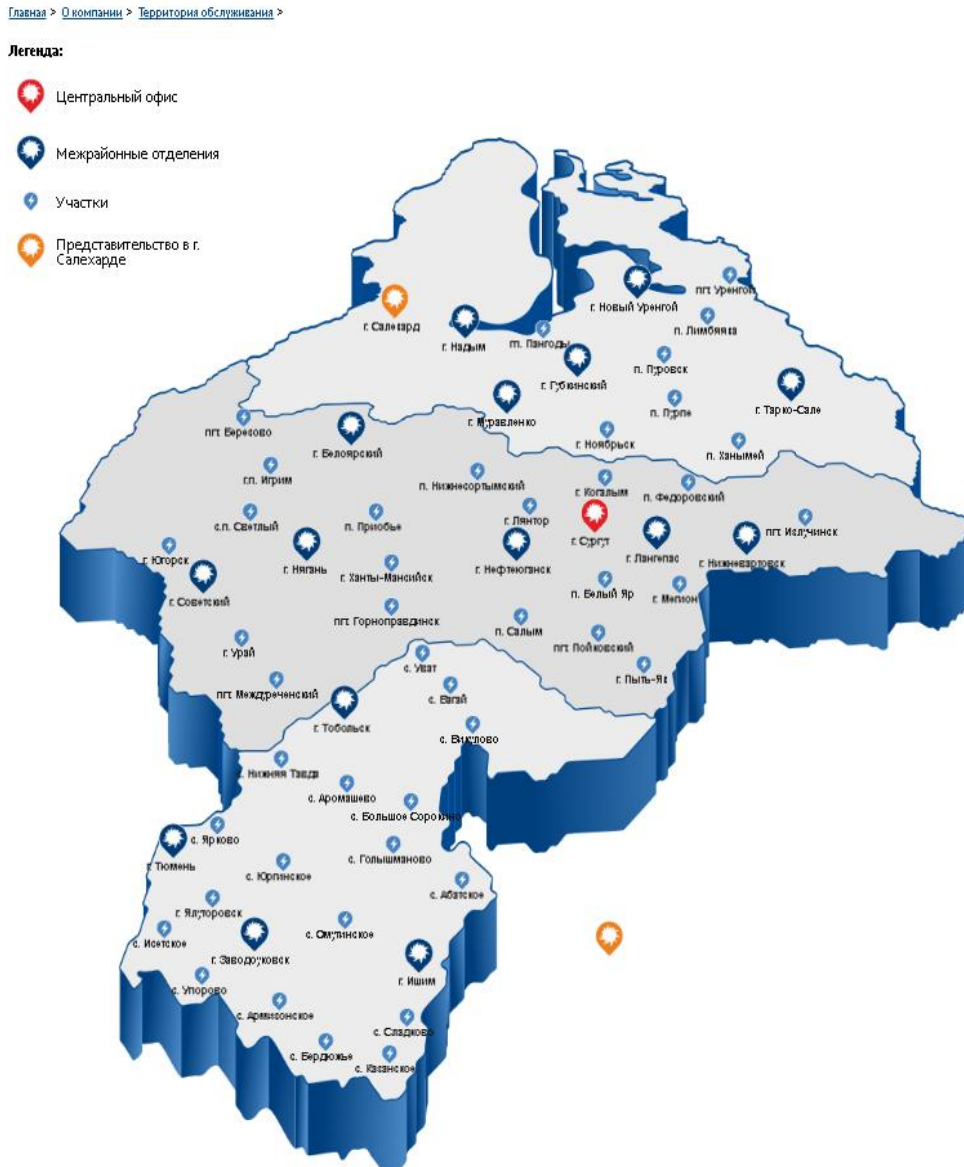 Главная > О компании > Территория обслуживания >
Легенда:
Центральный офис
Межрайонные отделения
Участки
Представительство в г.
Салехарде
пгт. Уренгой
г. Новый Уренгой
г. Салехард
п. Лимбяяха
г. Надым
пп. Пангоды
п. Пуровск
г. Губкинский
г. Тарко-Сале
п. Пурпе
г. Муравленко
пгт. Березово
г. Ноябрьск
г. Белоярский
п. Ханымей
г.п. Игрим
п. Нижнесортымский
г. Когалым
п. Федоровский
с.п. Светлый
п. Приобье
г. Лянтор
г. Сургут
пгт. Излучинск
г. Югорск
г. Нягань
г. Ханты-Мансийск
г. Нефтеюганск
г. Лангепас
г. Нижневартовск
г. Советский
п. Белый Яр
г. Мегион
пгт. Горноправдинск
п. Салым
пгт. Пойковский
г. Урай
с. Уват
г. Пыть-Ях
пгт. Междуреченский
с. Вагай
г. Тобольск
с. Викулово
с. Нижняя Тавда
с. Аромашево
с. Большое Сорокино
с. Ярково
г. Тюмень
с. Голышманово
с. Юргинское
с. Абатское
г. Ялуторовск
с. Исетское
с. Омутинское
г. Заводоуковск
г. Ишим
с. Упорово
с. Армизонское
с. Сладково
с. Бердюжье
с. Казанское